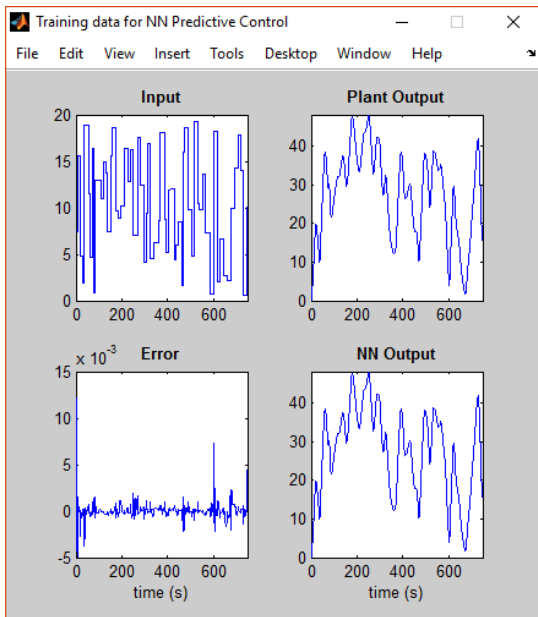 Training data for NN Predictive Control
File Edit View Insert Tools Desktop Window Help
Input
20
15
10
5
0
0 200 400 600
Plant Output
40
30
20
10
0
0 200 400 600
Error
x 10^-3
15
10
5
0
-5
0 200 400 600
time (s)
NN Output
40
30
20
10
0
0 200 400 600
time (s)